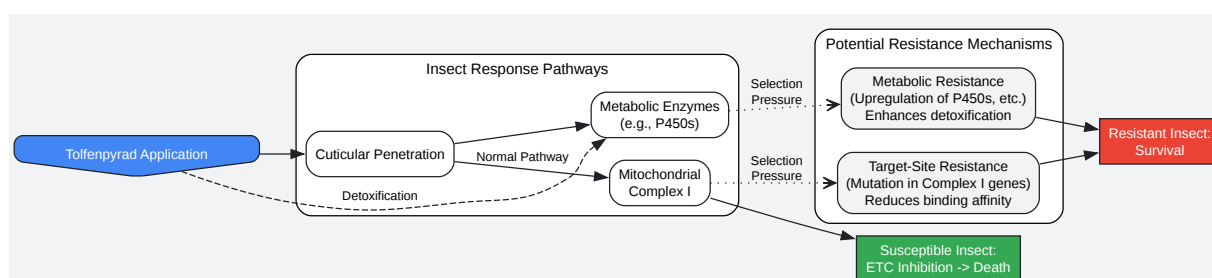 Tolfenpyrad Application
Insect Response Pathways
Cuticular Penetration
Normal Pathway
Detoxification
Metabolic Enzymes
(e.g., P450s)
Mitochondrial
Complex I
Selection
Pressure
Selection
Pressure
Potential Resistance Mechanisms
Metabolic Resistance
(Upregulation of P450s, etc.)
Enhances detoxification
Target-Site Resistance
(Mutation in Complex I genes)
Reduces binding affinity
Resistant Insect:
Survival
Susceptible Insect:
ETC Inhibition -> Death